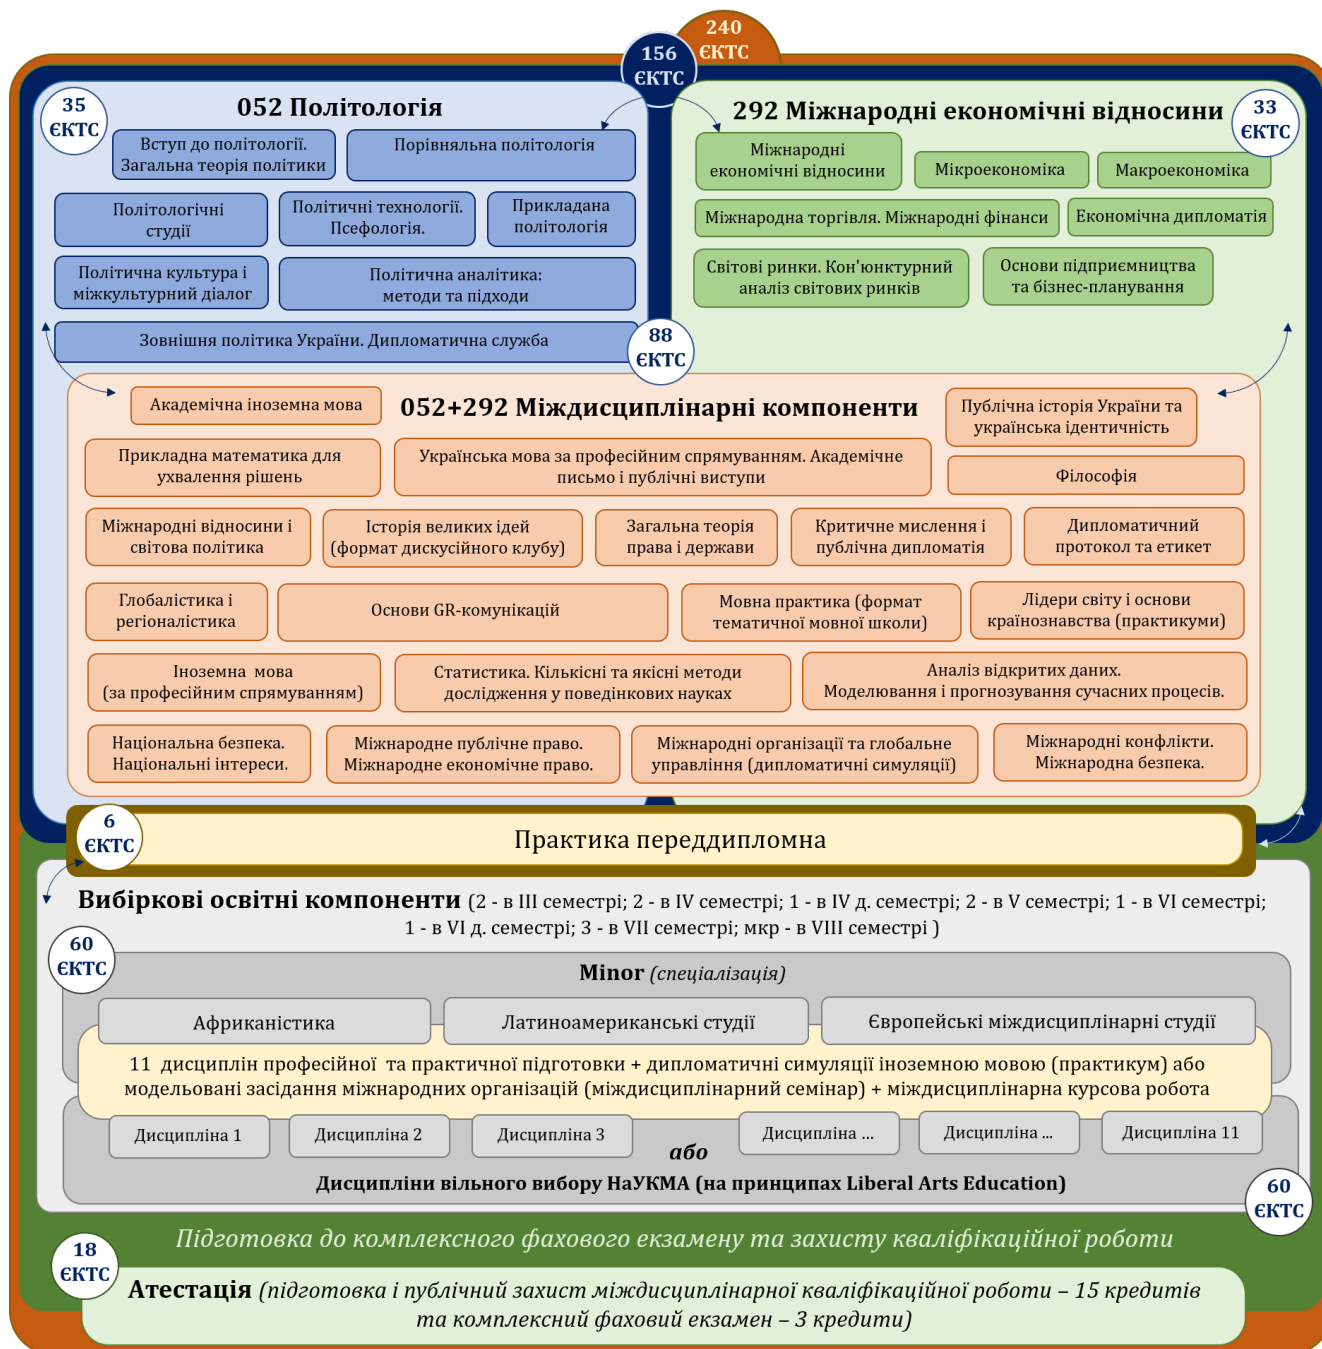 240
ЄКТС
156
ЄКТС
35
ЄКТС
052 Політологія
Вступ до політології.
Загальна теорія політики
Порівняльна політологія
Політологічні
студії
Політичні технології.
Псефологія.
Прикладана
політологія
Політична культура і
міжкультурний діалог
Політична аналітика:
методи та підходи
Зовнішня політика України. Дипломатична служба
292 Міжнародні економічні відносини
33
ЄКТС
Міжнародні
економічні відносини
Мікроекономіка
Макроекономіка
Міжнародна торгівля. Міжнародні фінанси
Економічна дипломатія
Світові ринки. Кон'юнктурний
аналіз світових ринків
Основи підприємництва
та бізнес-планування
88
ЄКТС
Академічна іноземна мова
052+292 Міждисциплінарні компоненти
Публічна історія України та
українська ідентичність
Прикладна математика для
ухвалення рішень
Українська мова за професійним спрямуванням. Академічне
письмо і публічні виступи
Філософія
Міжнародні відносини і
світова політика
Історія великих ідей
(формат дискусійного клубу)
Загальна теорія
права і держави
Критичне мислення і
публічна дипломатія
Дипломатичний
протокол та етикет
Глобалістика і
регіоналістика
Основи GR-комунікацій
Мовна практика (формат
тематичної мовної школи)
Лідери світу і основи
країнознавства (практикуми)
Іноземна мова
(за професійним спрямуванням)
Статистика. Кількісні та якісні методи
дослідження у поведінкових науках
Аналіз відкритих даних.
Моделювання і прогнозування сучасних процесів.
Національна безпека.
Національні інтереси.
Міжнародне публічне право.
Міжнародне економічне право.
Міжнародні організації та глобальне
управління (дипломатичні симуляції)
Міжнародні конфлікти.
Міжнародна безпека.
6
ЄКТС
Практика переддипломна
Вибіркові освітні компоненти (2 - в III семестрі; 2 - в IV семестрі; 1 - в IV д. семестрі; 2 - в V семестрі; 1 - в VI семестрі;
1 - в VI д. семестрі; 3 - в VII семестрі; мкр - в VIII семестрі )
60
ЄКТС
Minor (спеціалізація)
Африканістика
Латиноамериканські студії
Європейські міждисциплінарні студії
11 дисциплін професійної та практичної підготовки + дипломатичні симуляції іноземною мовою (практикум) або
модельовані засідання міжнародних організацій (міждисциплінарний семінар) + міждисциплінарна курсова робота
Дисципліна 1
Дисципліна 2
Дисципліна 3
або
Дисципліна ...
Дисципліна ...
Дисципліна 11
Дисципліни вільного вибору НаУКМА (на принципах Liberal Arts Education)
60
ЄКТС
Підготовка до комплексного фахового екзамену та захисту кваліфікаційної роботи
18
ЄКТС
Атестація (підготовка і публічний захист міждисциплінарної кваліфікаційної роботи – 15 кредитів
та комплексний фаховий екзамен – 3 кредити)